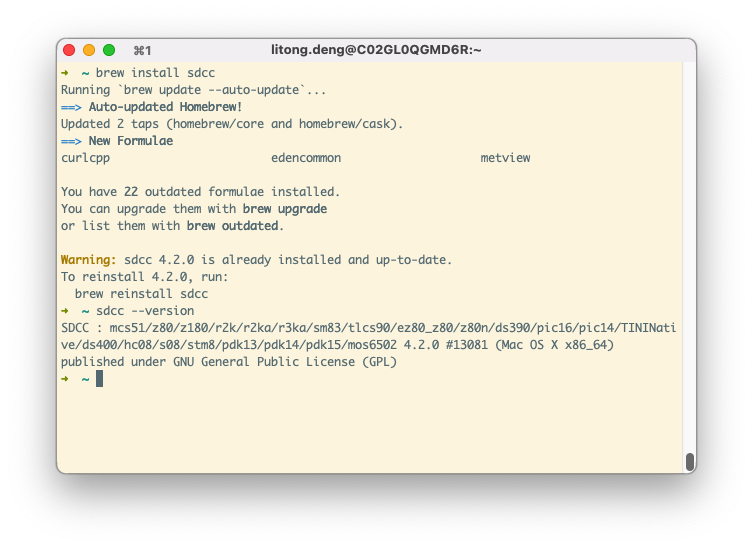 ⌘1 litong.deng@C02GL0QGMD6R:~
➜ ~ brew install sdcc
Running `brew update --auto-update`...
==> Auto-updated Homebrew!
Updated 2 taps (homebrew/core and homebrew/cask).
==> New Formulae
curlcpp edencommon metview
You have 22 outdated formulae installed.
You can upgrade them with brew upgrade
or list them with brew outdated.
Warning: sdcc 4.2.0 is already installed and up-to-date.
To reinstall 4.2.0, run:
brew reinstall sdcc
➜ ~ sdcc --version
SDCC : mcs51/z80/z180/r2k/r2ka/r3ka/sm83/tlcs90/ez80_z80/z80n/ds390/pic16/pic14/TININati
ve/ds400/hc08/s08/stm8/pdk13/pdk14/pdk15/mos6502 4.2.0 #13081 (Mac OS X x86_64)
published under GNU General Public License (GPL)
➜ ~